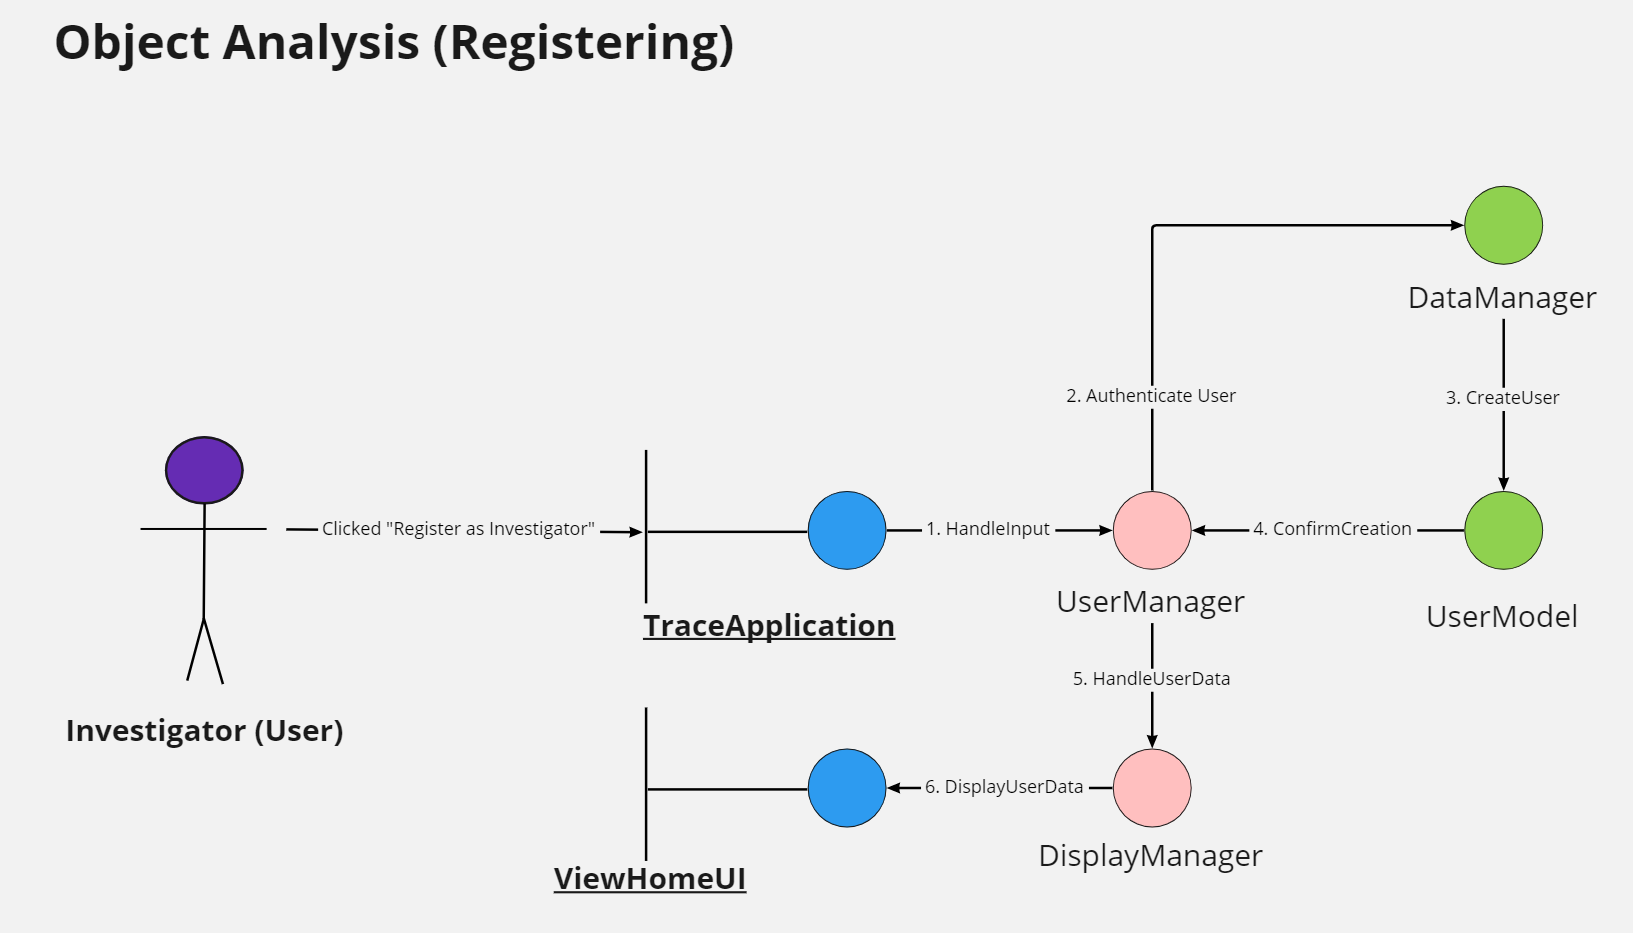 Object Analysis (Registering)
DataManager
2. Authenticate User
3. CreateUser
Clicked "Register as Investigator"
1. HandleInput
4. ConfirmCreation
UserManager
UserModel
TraceApplication
5. HandleUserData
Investigator (User)
6. DisplayUserData
DisplayManager
ViewHomeUI